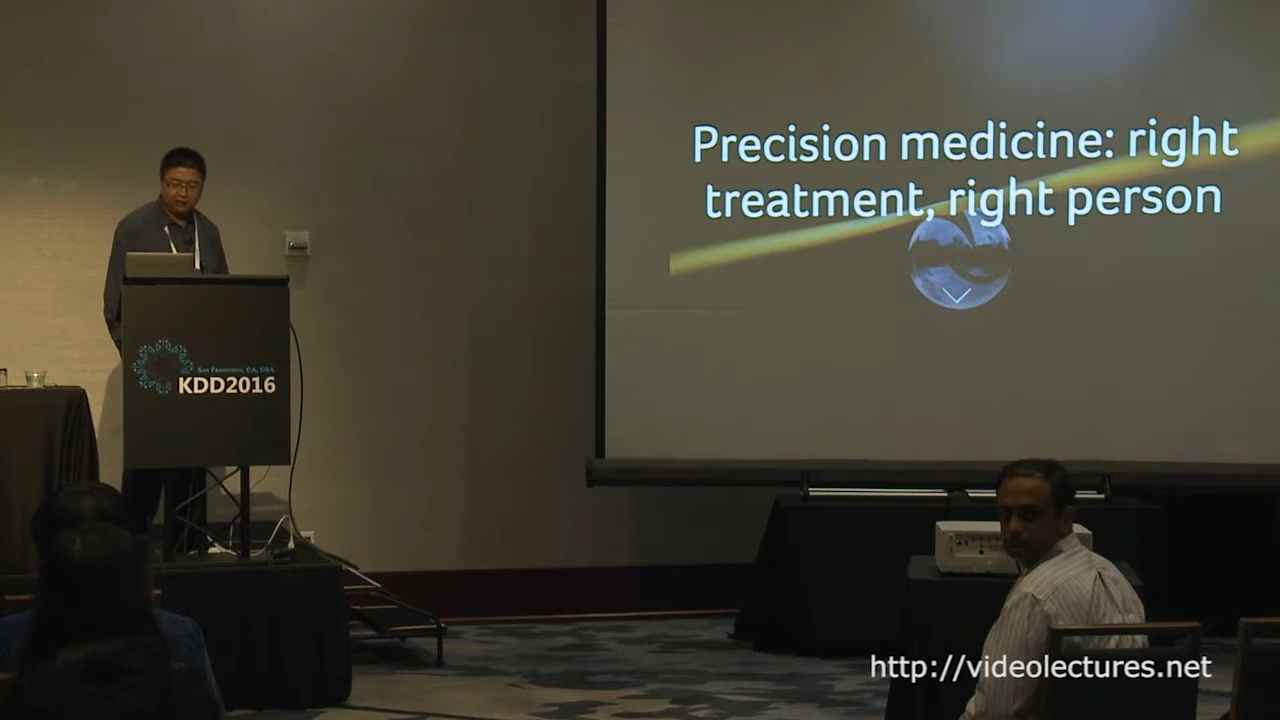 Precision medicine: right
treatment, right person
SAN FRANCISCO, CA, USA
KDD2016
http://videolectures.net